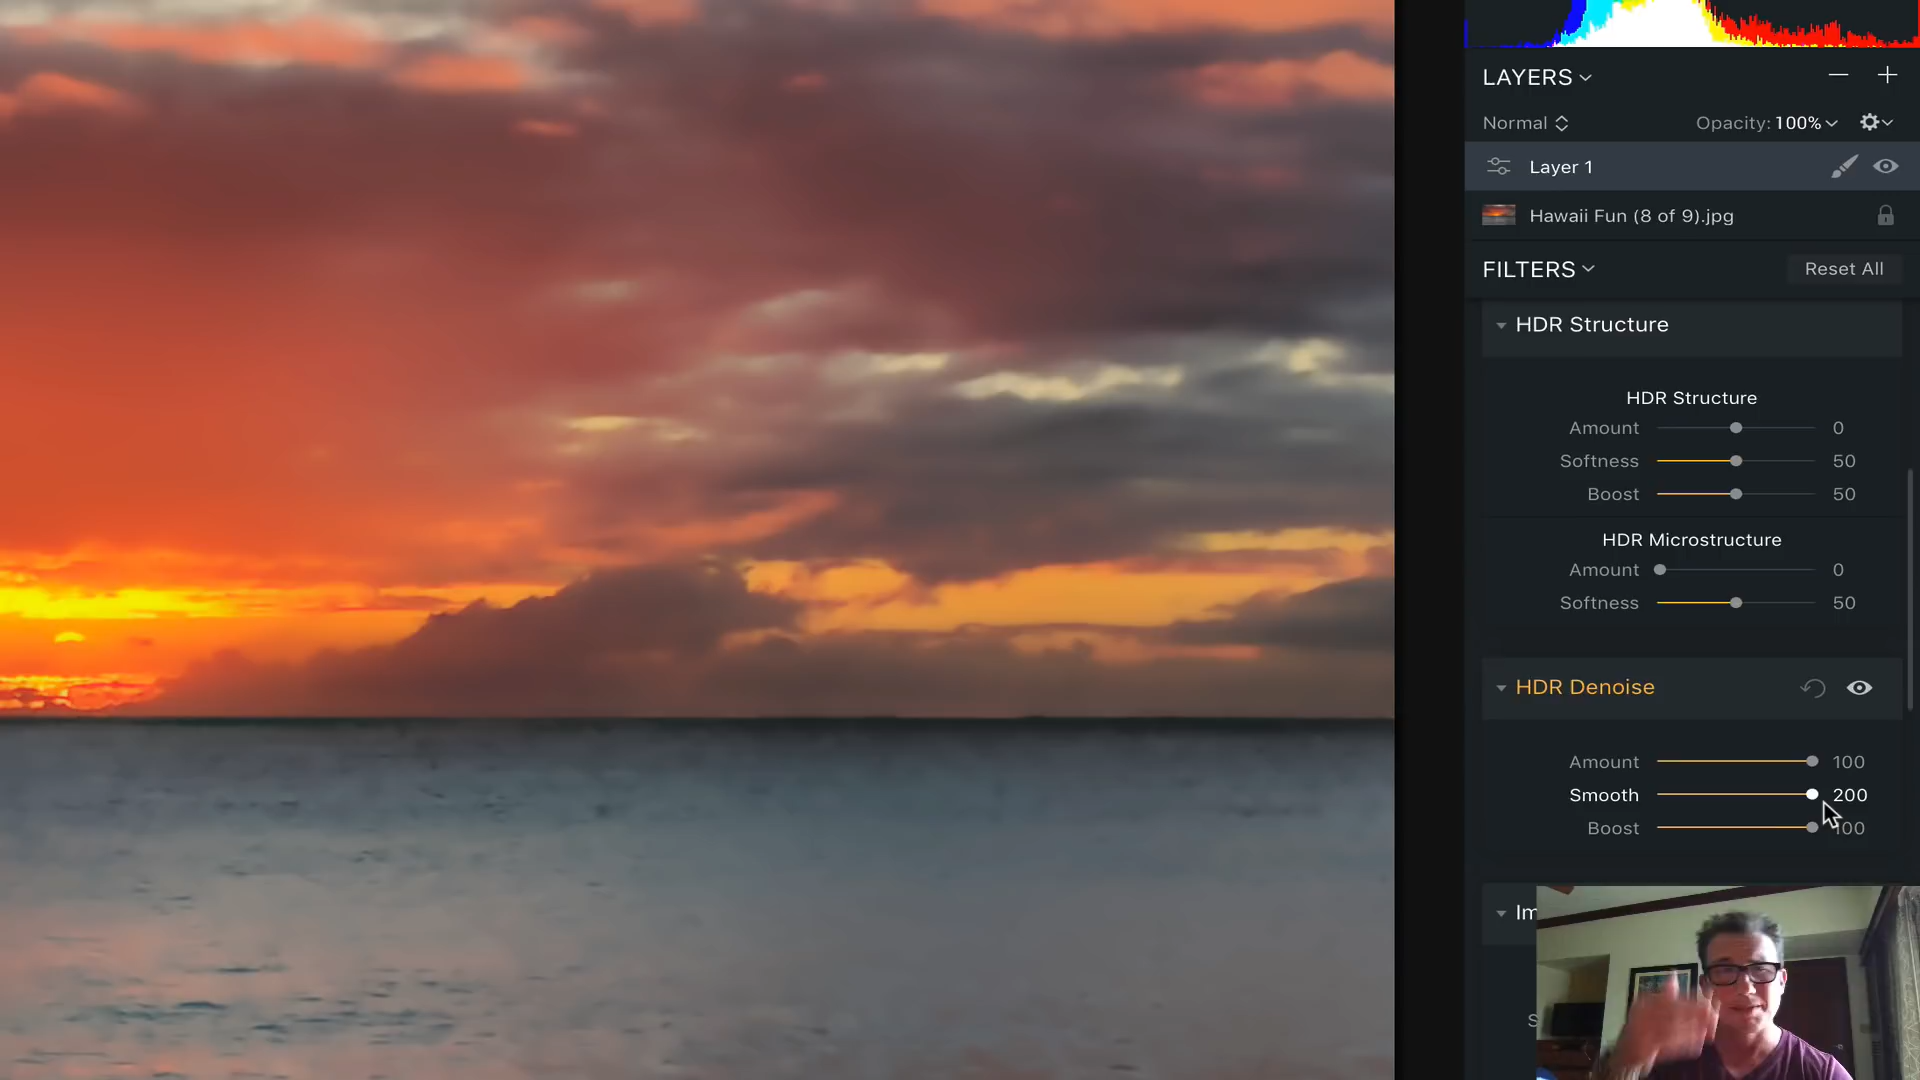 LAYERS
Normal Opacity: 100%
Layer 1
Hawaii Fun (8 of 9).jpg
FILTERS Reset All
HDR Structure
HDR Structure
Amount 0
Softness 50
Boost 50
HDR Microstructure
Amount 0
Softness 50
HDR Denoise
Amount 100
Smooth 200
Boost 100
Im
S